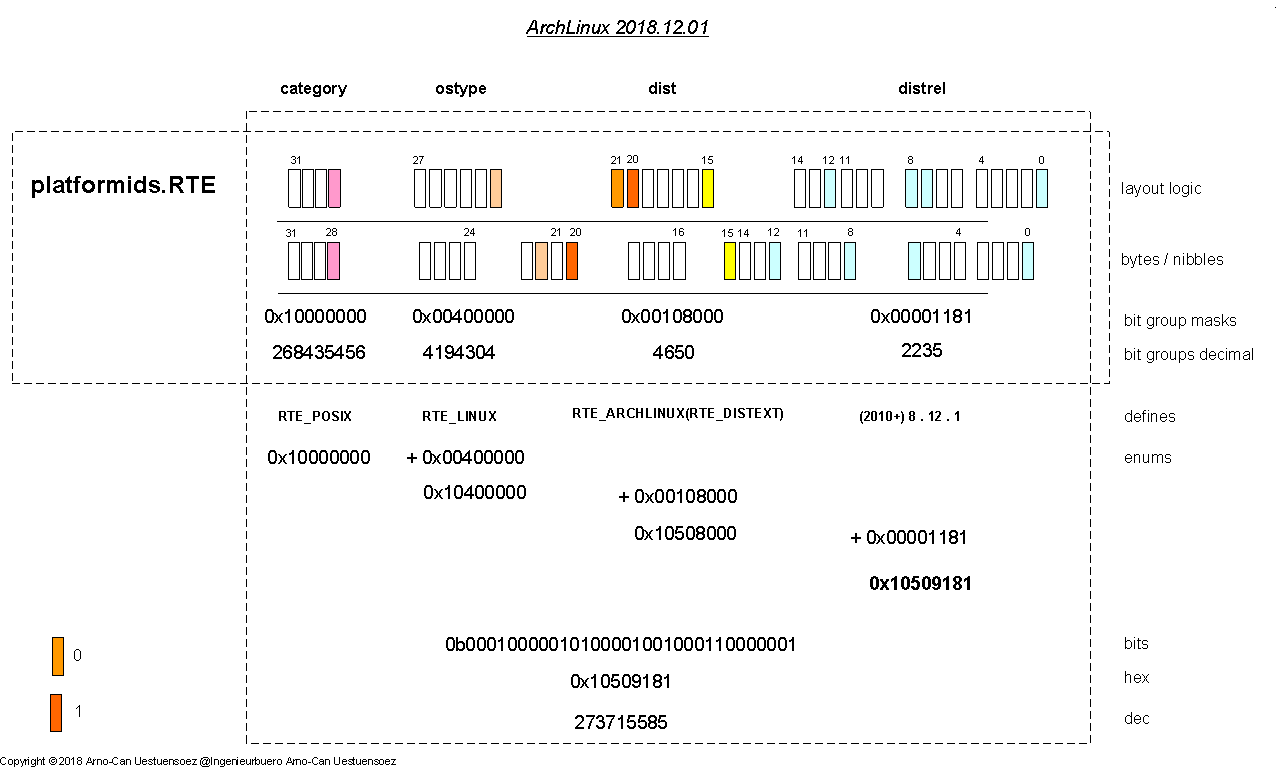 ArchLinux 2018.12.01
category ostype dist distrel
platformids.RTE
31 27 21 20 15 14 12 11 8 4 0
layout logic
31 28 24 21 20 16 15 14 12 11 8 4 0
bytes / nibbles
0x10000000 0x00400000 0x00108000 0x00001181 bit group masks
268435456 4194304 4650 2235 bit groups decimal
RTE_POSIX RTE_LINUX RTE_ARCHLINUX(RTE_DISTEXT) (2010+) 8 . 12 . 1 defines
0x10000000 + 0x00400000 enums
0x10400000 + 0x00108000
0x10508000 + 0x00001181
0x10509181
0b00010000010100001001000110000001 bits
0 0x10509181 hex
1 273715585 dec
Copyright ©2018 Arno-Can Uestuensoez @Ingenieurbuero Arno-Can Uestuensoez